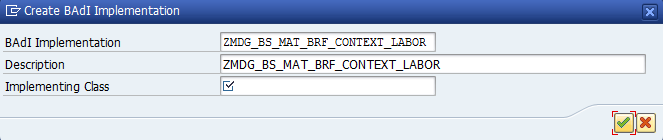 Create BAdI Implementation
BAdI Implementation ZMDG_BS_MAT_BRF_CONTEXT_LABOR
Description ZMDG_BS_MAT_BRF_CONTEXT_LABOR
Implementing Class